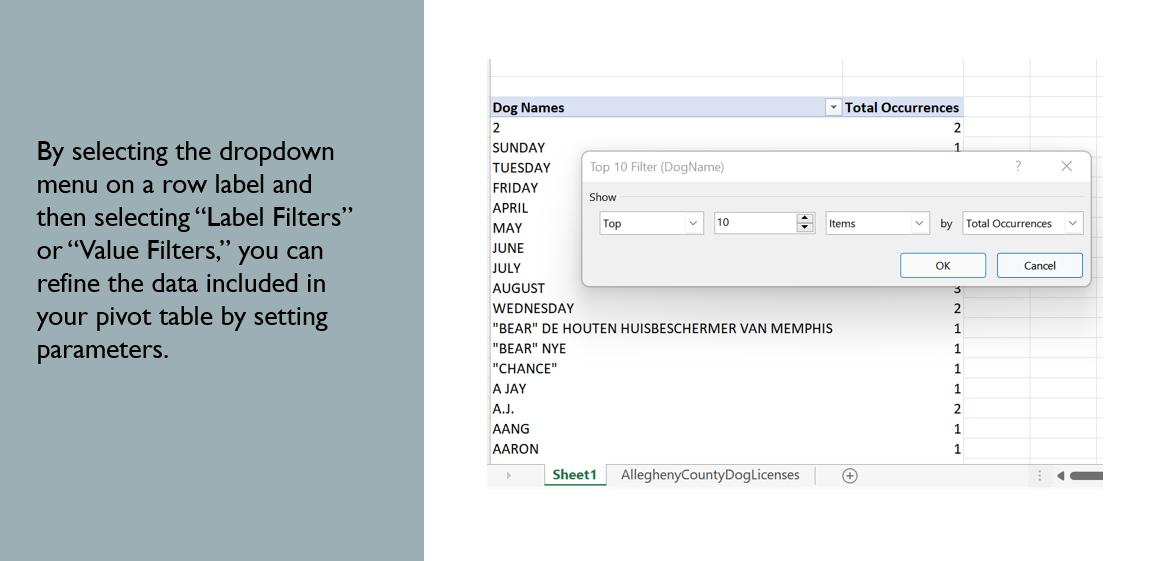 By selecting the dropdown
menu on a row label and
then selecting “Label Filters”
or “Value Filters,” you can
refine the data included in
your pivot table by setting
parameters.
Dog Names Total Occurrences
2 2
SUNDAY 1
TUESDAY
FRIDAY
APRIL
MAY
JUNE
JULY
AUGUST 3
WEDNESDAY 2
"BEAR" DE HOUTEN HUISBESCHERMER VAN MEMPHIS 1
"BEAR" NYE 1
"CHANCE" 1
A JAY 1
A.J. 2
AANG 1
AARON 1
Top 10 Filter (DogName) ?
Show
Top 10 Items by Total Occurrences
OK Cancel
Sheet1 AlleghenyCountyDogLicenses